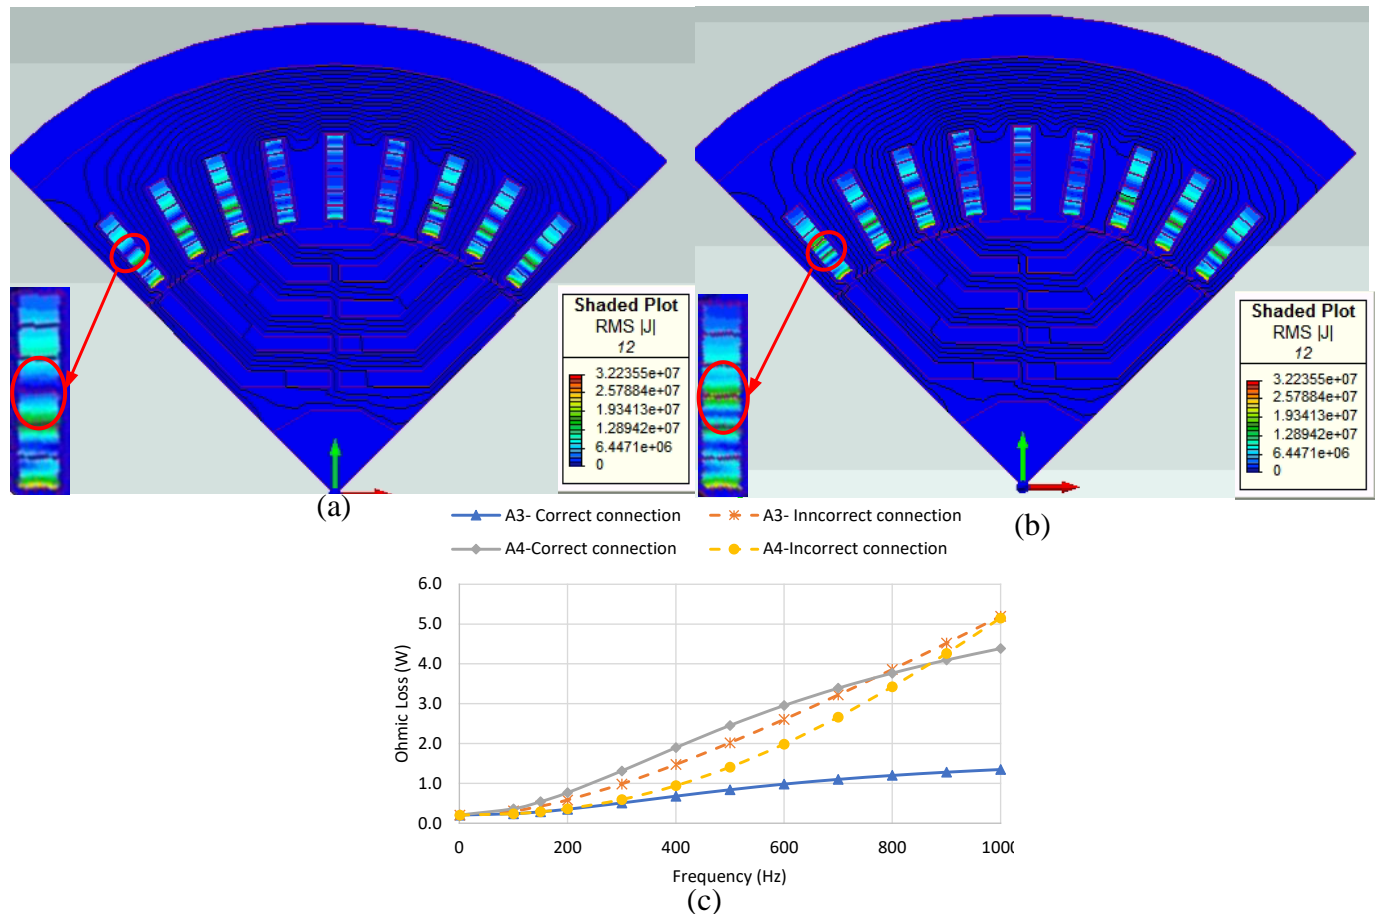 Shaded Plot
RMS |J|
12
3.22355e+07
2.57884e+07
1.93413e+07
1.28942e+07
6.4471e+06
0
(a)
Shaded Plot
RMS |J|
12
3.22355e+07
2.57884e+07
1.93413e+07
1.28942e+07
6.4471e+06
0
(b)
A3- Correct connection
A3- Inncorrect connection
A4-Correct connection
A4-Incorrect connection
6.0
5.0
4.0
3.0
2.0
1.0
0.0
Ohmic Loss (W)
0 200 400 600 800 1000
Frequency (Hz)
(c)